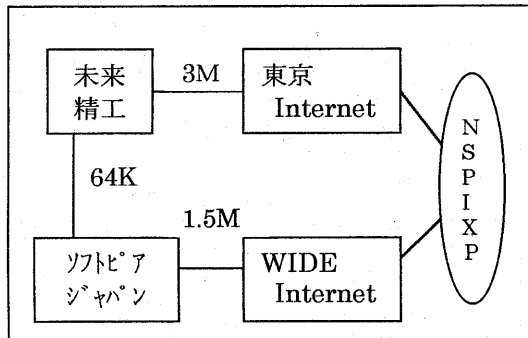 未来
精工
3M
東京
Internet
64K
1.5M
ソフトピア
ジャパン
WIDE
Internet
NSPIXP